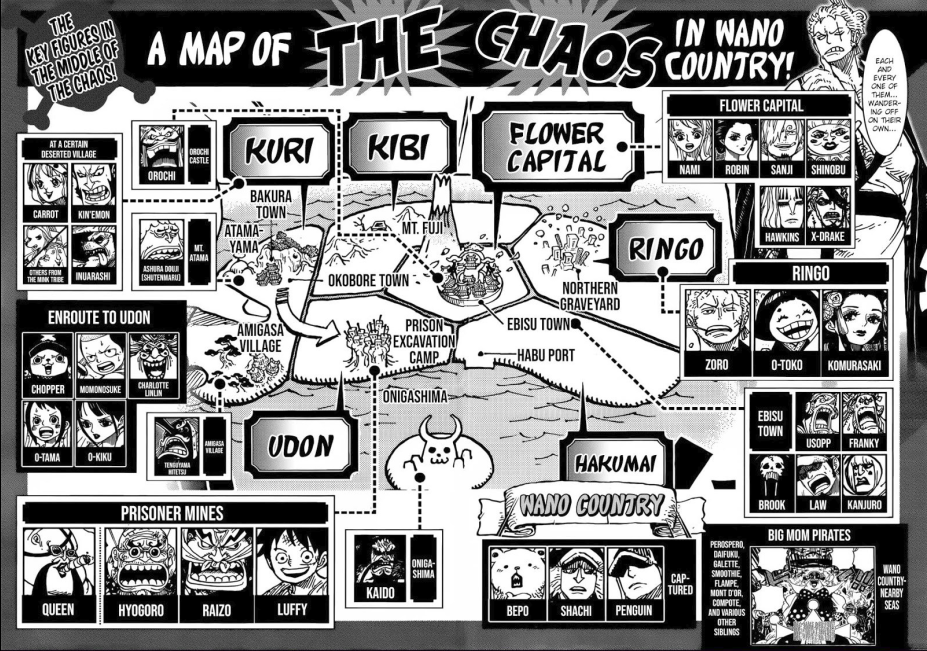 THE
KEY FIGURES IN
THE MIDDLE OF
THE CHAOS!
A MAP OF
THE CHAOS
IN WANO
COUNTRY!
EACH
AND
EVERY
ONE OF
THEM...
WANDER-
ING OFF
ON THEIR
OWN...
AT A CERTAIN
DESERTED VILLAGE
CARROT
KIN'EMON
OTHERS FROM
THE MINK TRIBE
INUARASHI
OROCHI
OROCHI
CASTLE
ASHURA DOUJI
(SHUTENMARU)
MT.
ATAMA
KURI
KIBI
FLOWER
CAPITAL
FLOWER CAPITAL
NAMI
ROBIN
SANJI
SHINOBU
HAWKINS
X-DRAKE
BAKURA
TOWN
ATAMA-
YAMA
MT. FUJI
OKOBORE TOWN
RINGO
NORTHERN
GRAVEYARD
RINGO
ZORO
O-TOKO
KOMURASAKI
ENROUTE TO UDON
CHOPPER
MOMONOSUKE
CHARLOTTE
LINLIN
O-TAMA
O-KIKU
AMIGASA
VILLAGE
PRISON
EXCAVATION
CAMP
EBISU TOWN
HABU PORT
TENGUYAMA
HITETSU
AMIGASA
VILLAGE
UDON
ONIGASHIMA
HAKUMAI
WANO COUNTRY
EBISU
TOWN
USOPP
FRANKY
BROOK
LAW
KANJURO
PRISONER MINES
QUEEN
HYOGORO
RAIZO
LUFFY
KAIDO
ONIGA-
SHIMA
BEPO
SHACHI
PENGUIN
CAP-
TURED
BIG MOM PIRATES
PEROSPERO,
DAIFUKU,
GALETTE,
SMOOTHIE,
FLAMPE,
MONT D'OR,
COMPOTE,
AND VARIOUS
OTHER
SIBLINGS
WANO
COUNTRY-
NEARBY
SEAS